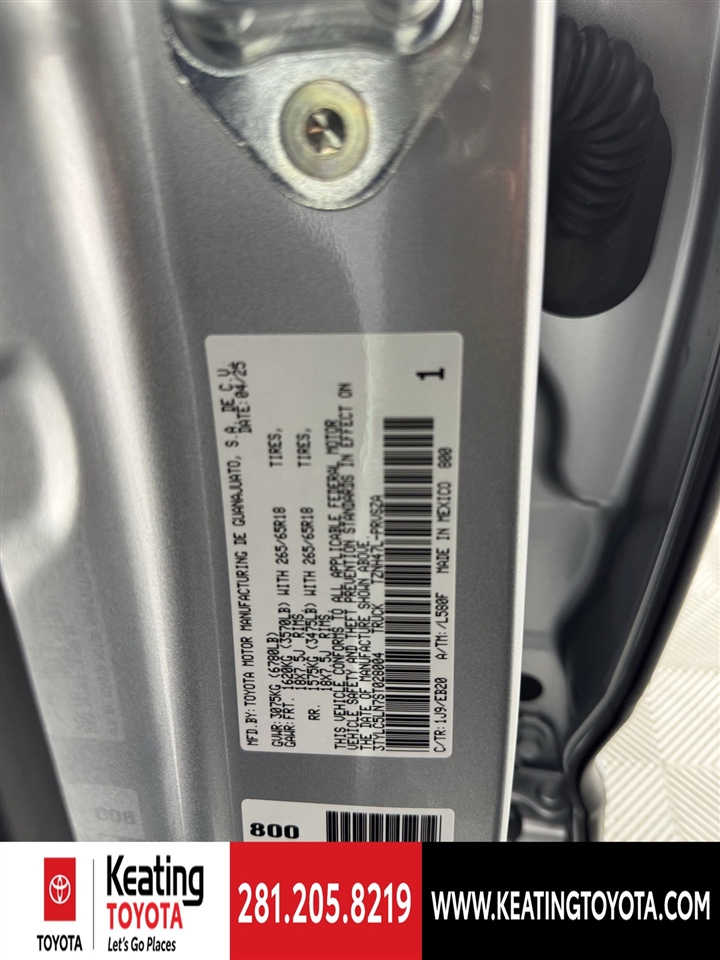 MFD.BY:TOYOTA MOTOR MANUFACTURING DE GUANAJUATO, S.A. DE C.V.
DATE:04/25
GVWR:3075KG (6780LB)
GAWR:FRT. 1620KG (3570LB) WITH 265/65R18 TIRES,
18X7.5J RIMS
RR. 1575KG (3475LB) WITH 265/65R18 TIRES,
18X7.5J RIMS
THIS VEHICLE CONFORMS TO ALL APPLICABLE FEDERAL MOTOR
VEHICLE SAFETY AND THEFT PREVENTION STANDARDS IN EFFECT ON
THE DATE OF MANUFACTURE SHOWN ABOVE.
3TYLC5LN7ST028004 TRUCK TZNH47L-PRVSZA
C/TR:1J9/EB20 A/TM:/L580F MADE IN MEXICO 800
1
800
TOYOTA
Keating
TOYOTA
Let's Go Places
281.205.8219
WWW.KEATINGTOYOTA.COM